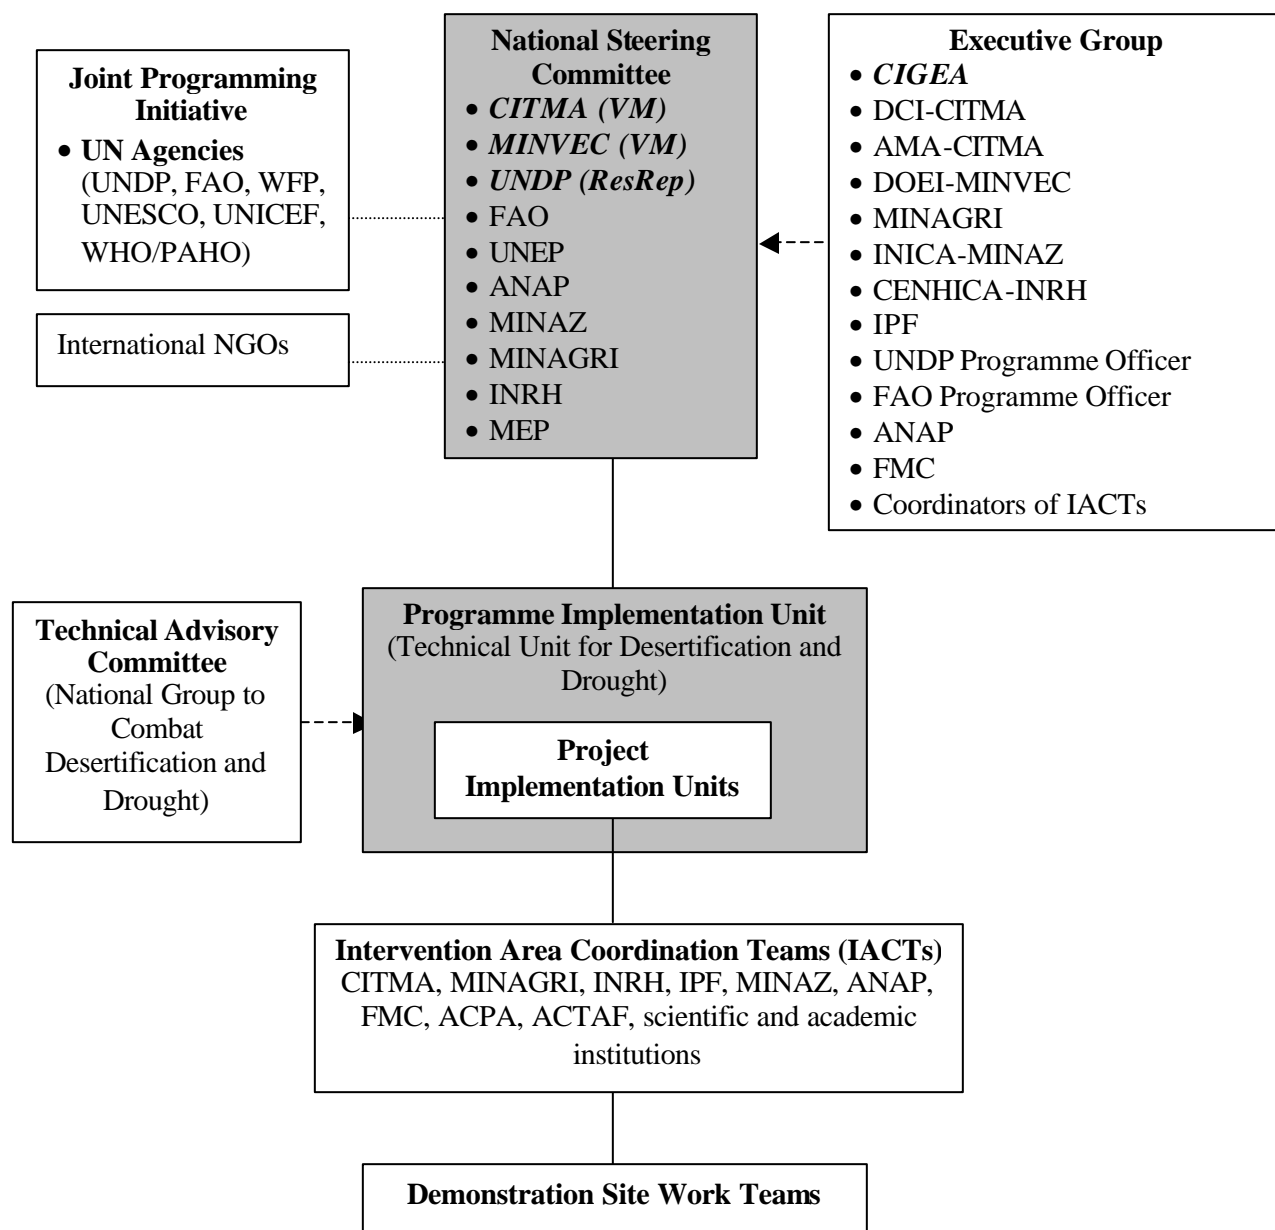 Joint Programming
Initiative
• UN Agencies
(UNDP, FAO, WFP,
UNESCO, UNICEF,
WHO/PAHO)
International NGOs
National Steering
Committee
• CITMA (VM)
• MINVEC (VM)
• UNDP (ResRep)
• FAO
• UNEP
• ANAP
• MINAZ
• MINAGRI
• INRH
• MEP
Executive Group
• CIGEA
• DCI-CITMA
• AMA-CITMA
• DOEI-MINVEC
• MINAGRI
• INICA-MINAZ
• CENHICA-INRH
• IPF
• UNDP Programme Officer
• FAO Programme Officer
• ANAP
• FMC
• Coordinators of IACTs
Technical Advisory
Committee
(National Group to
Combat
Desertification and
Drought)
Programme Implementation Unit
(Technical Unit for Desertification and
Drought)
Project
Implementation Units
Intervention Area Coordination Teams (IACTs)
CITMA, MINAGRI, INRH, IPF, MINAZ, ANAP,
FMC, ACPA, ACTAF, scientific and academic
institutions
Demonstration Site Work Teams